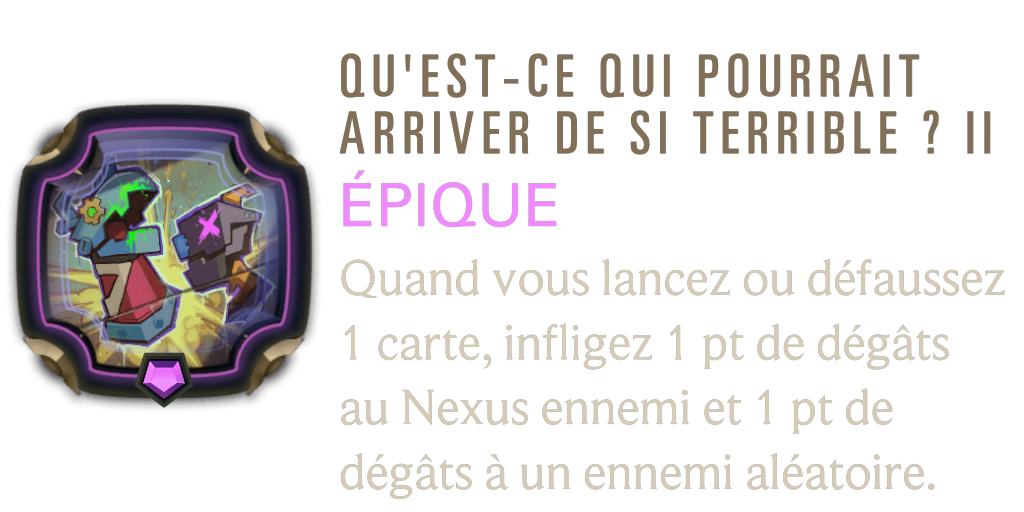 QU'EST-CE QUI POURRAIT
ARRIVER DE SI TERRIBLE ? II
ÉPIQUE
Quand vous lancez ou défaussez
1 carte, infligez 1 pt de dégâts
au Nexus ennemi et 1 pt de
dégâts à un ennemi aléatoire.